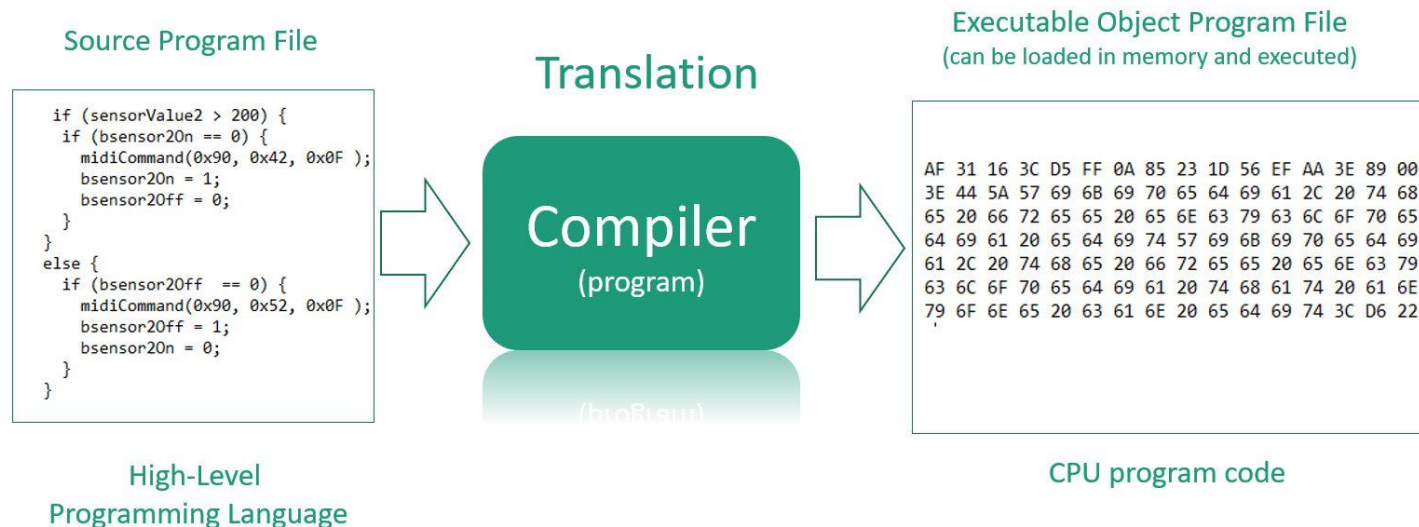 Source Program File
if (sensorValue2 > 200) {
if (bsensor2On == 0) {
midiCommand(0x90, 0x42, 0x0F );
bsensor2On = 1;
bsensor2Off = 0;
}
}
else {
if (bsensor2Off  == 0) {
midiCommand(0x90, 0x52, 0x0F );
bsensor2Off = 1;
bsensor2On = 0;
}
}
High-Level
Programming Language
Translation
Compiler
(program)
Executable Object Program File
(can be loaded in memory and executed)
AF 31 16 3C D5 FF 0A 85 23 1D 56 EF AA 3E 89 00
3E 44 5A 57 69 6B 69 70 65 64 69 61 2C 20 74 68
65 20 66 72 65 65 20 65 6E 63 79 63 6C 6F 70 65
64 69 61 20 65 64 69 74 57 69 6B 69 70 65 64 69
61 2C 20 74 68 65 20 66 72 65 65 20 65 6E 63 79
63 6C 6F 70 65 64 69 61 20 74 68 61 74 20 61 6E
79 6F 6E 65 20 63 61 6E 20 65 64 69 74 3C D6 22
CPU program code